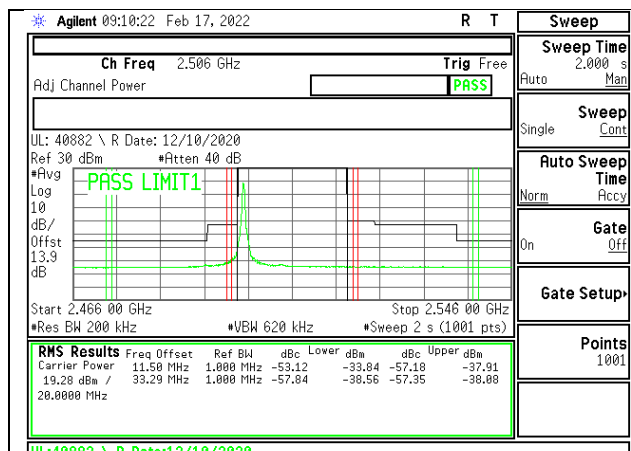 Agilent 09:10:22 Feb 17, 2022 R T
Ch Freq 2.506 GHz Trig Free
Adj Channel Power PASS
UL: 40882 \ R Date: 12/10/2020
Ref 30 dBm #Atten 40 dB
#Avg
Log
10
dB/
Offst
13.9
dB
PASS LIMIT1
Start 2.466 00 GHz Stop 2.546 00 GHz
#Res BW 200 kHz #VBW 620 kHz #Sweep 2 s (1001 pts)
RMS Results Freq Offset Ref BW dBc Lower dBm dBc Upper dBm
Carrier Power 11.50 MHz 1.000 MHz -53.12 -33.84 -57.18 -37.91
19.28 dBm / 33.29 MHz 1.000 MHz -57.84 -38.56 -57.35 -38.08
20.0000 MHz
UL:40882 \ R Date:12/10/2020
Sweep
Sweep Time
2.000 s
Auto Man
Sweep
Single Cont
Auto Sweep
Time
Norm Accy
Gate
On Off
Gate Setup
Points
1001